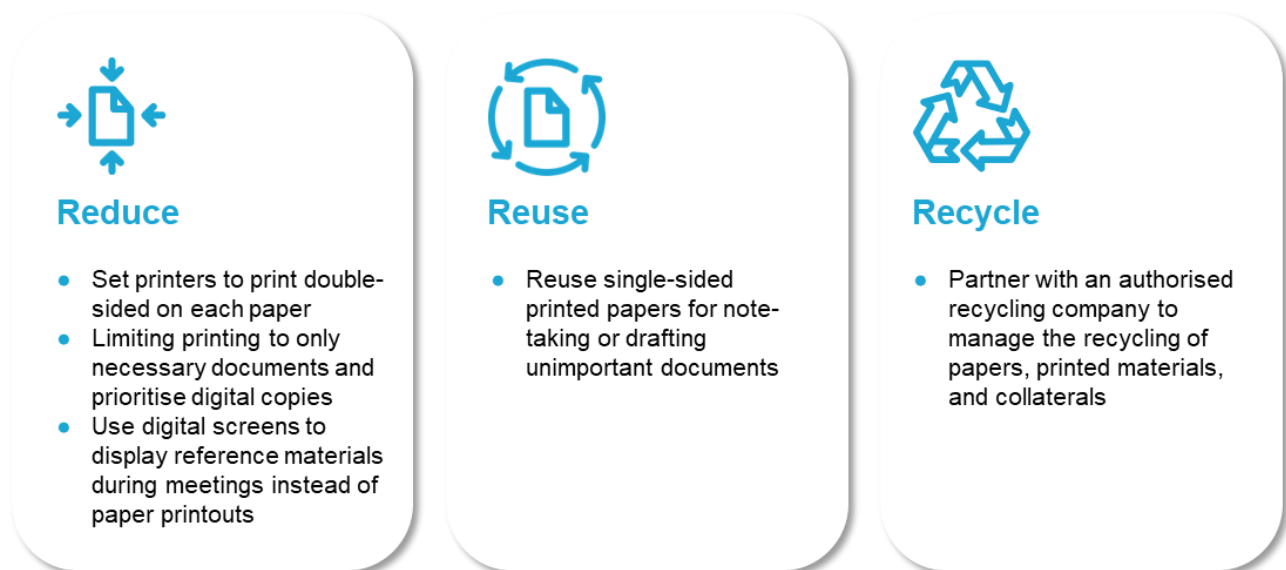 Reduce
● Set printers to print double-
sided on each paper
● Limiting printing to only
necessary documents and
prioritise digital copies
● Use digital screens to
display reference materials
during meetings instead of
paper printouts
Reuse
● Reuse single-sided
printed papers for note-
taking or drafting
unimportant documents
Recycle
● Partner with an authorised
recycling company to
manage the recycling of
papers, printed materials,
and collaterals